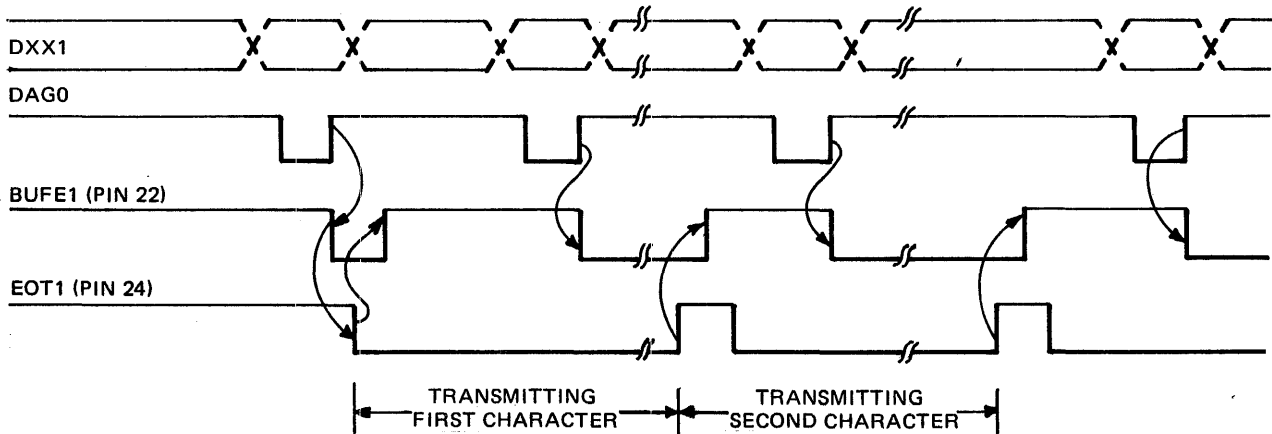 DXX1
DAG0
BUFE1 (PIN 22)
EOT1 (PIN 24)
TRANSMITTING
FIRST CHARACTER
TRANSMITTING
SECOND CHARACTER